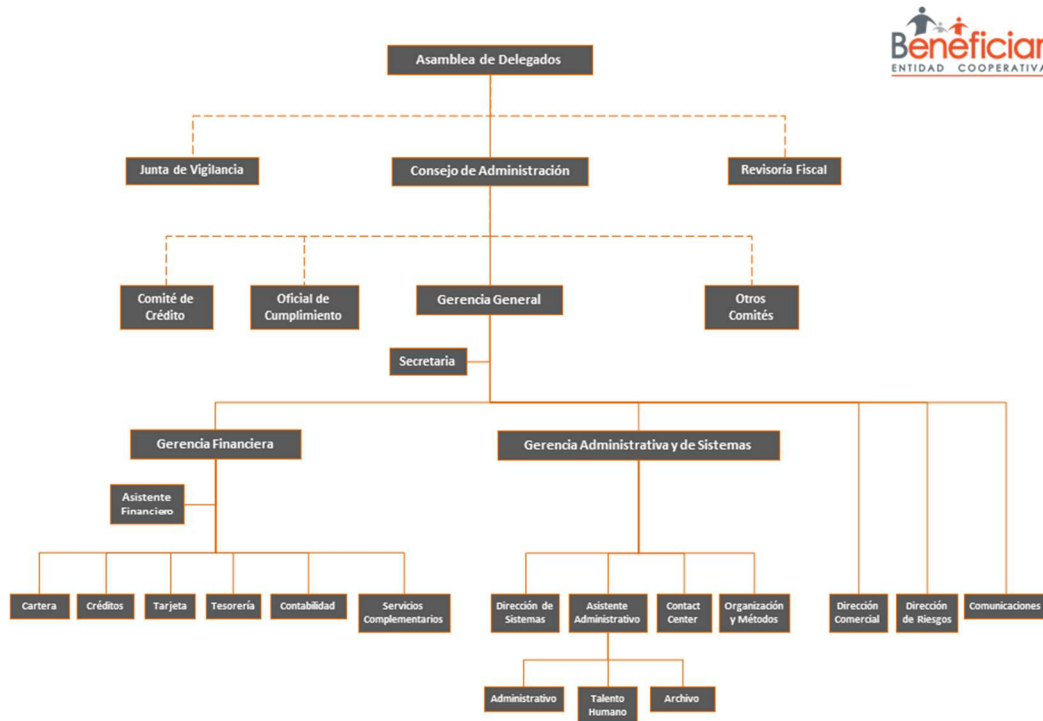 Beneficiar
ENTIDAD COOPERATIVA
Asamblea de Delegados
Junta de Vigilancia
Consejo de Administración
Revisoría Fiscal
Comité de
Crédito
Oficial de
Cumplimiento
Gerencia General
Otros
Comités
Secretaria
Gerencia Financiera
Gerencia Administrativa y de Sistemas
Asistente
Financiero
Cartera
Créditos
Tarjeta
Tesorería
Contabilidad
Servicios
Complementarios
Dirección de
Sistemas
Asistente
Administrativo
Contact
Center
Organización
y Métodos
Dirección
Comercial
Dirección
de Riesgos
Comunicaciones
Administrativo
Talento
Humano
Archivo